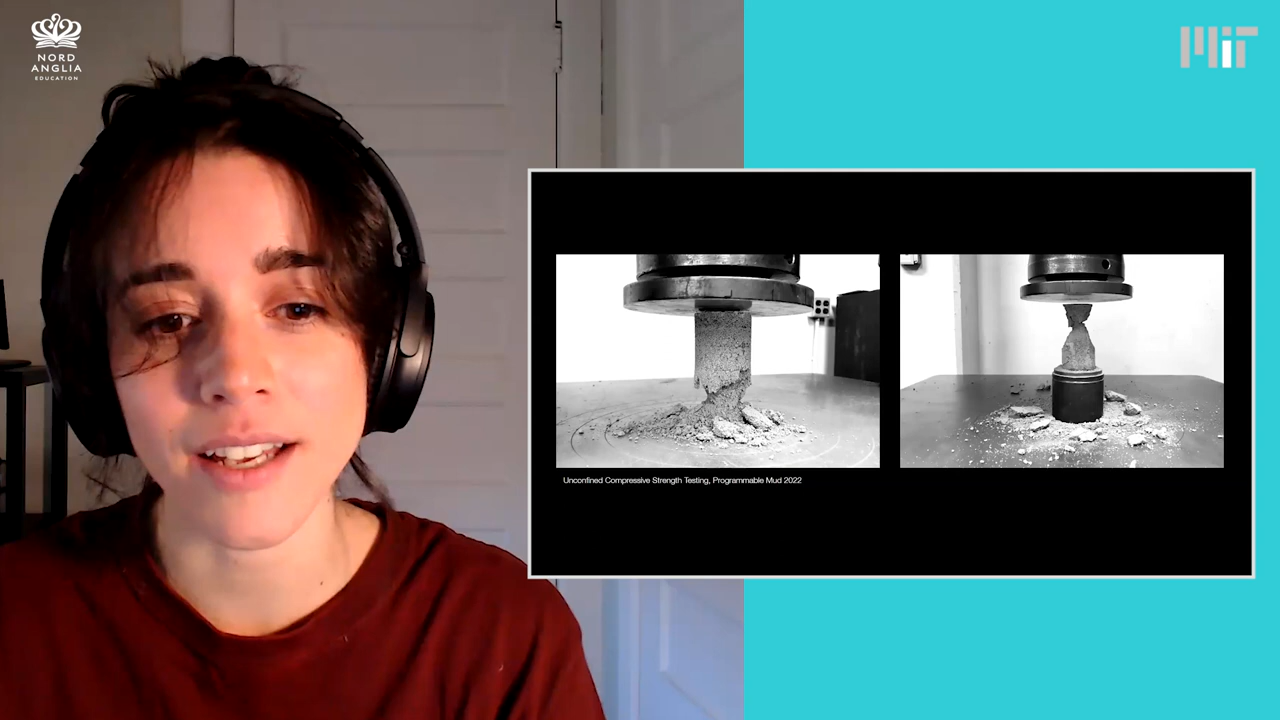 NORD
ANGLIA
EDUCATION
MIT
Unconfined Compressive Strength Testing, Programmable Mud 2022